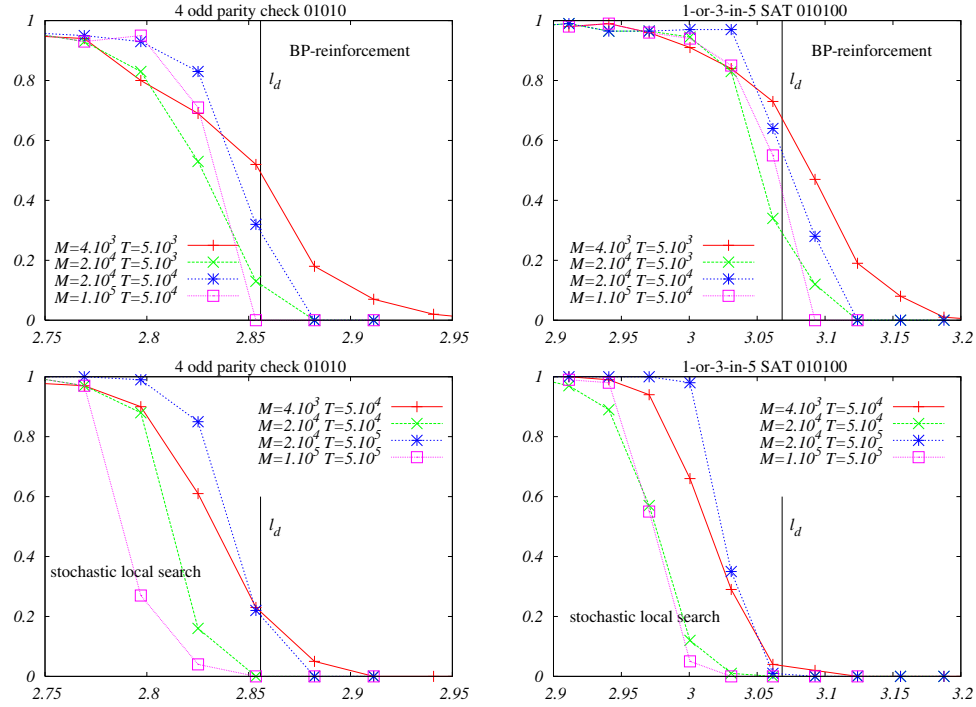 4 odd parity check 01010
1
0.8
0.6
0.4
0.2
0
BP-reinforcement
l_d
M=4.10^3 T=5.10^3
M=2.10^4 T=5.10^3
M=2.10^4 T=5.10^4
M=1.10^5 T=5.10^4
2.75 2.8 2.85 2.9 2.95
1-or-3-in-5 SAT 010100
1
0.8
0.6
0.4
0.2
0
BP-reinforcement
l_d
M=4.10^3 T=5.10^3
M=2.10^4 T=5.10^3
M=2.10^4 T=5.10^4
M=1.10^5 T=5.10^4
2.9 2.95 3 3.05 3.1 3.15 3.2
4 odd parity check 01010
1
0.8
0.6
0.4
0.2
0
M=4.10^3 T=5.10^4
M=2.10^4 T=5.10^4
M=2.10^4 T=5.10^5
M=1.10^5 T=5.10^5
l_d
stochastic local search
2.75 2.8 2.85 2.9 2.95
1-or-3-in-5 SAT 010100
1
0.8
0.6
0.4
0.2
0
M=4.10^3 T=5.10^4
M=2.10^4 T=5.10^4
M=2.10^4 T=5.10^5
M=1.10^5 T=5.10^5
l_d
stochastic local search
2.9 2.95 3 3.05 3.1 3.15 3.2